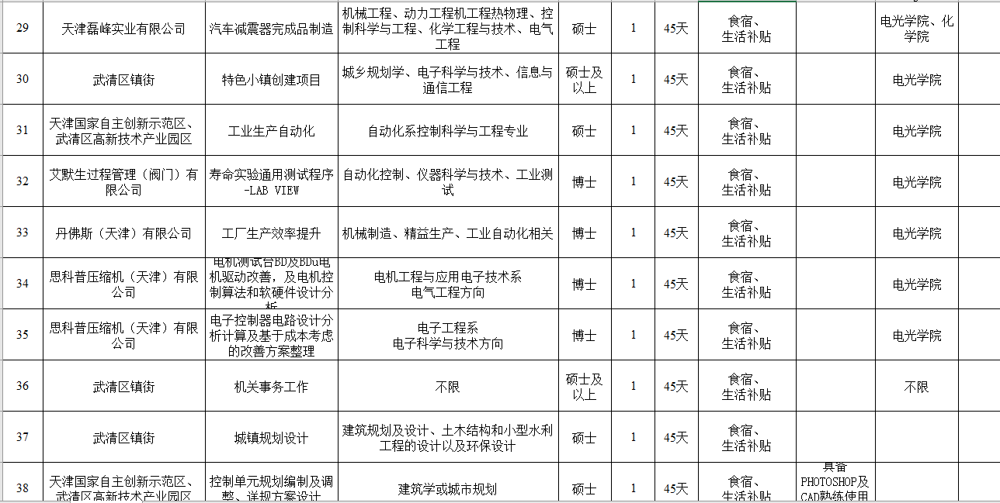 29
天津磊峰实业有限公司
汽车减震器完成品制造
机械工程、动力工程机工程热物理、控
制科学与工程、化学工程与技术、电气
工程
硕士
1
45天
食宿、
生活补贴
电光学院、化
学院
30
武清区镇街
特色小镇创建项目
城乡规划学、电子科学与技术、信息与
通信工程
硕士及
以上
1
45天
食宿、
生活补贴
电光学院
31
天津国家自主创新示范区、
武清区高新技术产业园区
工业生产自动化
自动化系控制科学与工程专业
硕士
1
45天
食宿、
生活补贴
电光学院
32
艾默生过程管理（阀门）有
限公司
寿命实验通用测试程序
-LAB VIEW
自动化控制、仪器科学与技术、工业测
试
博士
1
45天
食宿、
生活补贴
电光学院
33
丹佛斯（天津）有限公司
工厂生产效率提升
机械制造、精益生产、工业自动化相关
博士
1
45天
食宿、
生活补贴
电光学院
34
思科普压缩机（天津）有限
公司
电机测试台BD及BDu电
机驱动改善，及电机控
制算法和软硬件设计分
析
电机工程与应用电子技术系
电气工程方向
博士
1
45天
食宿、
生活补贴
电光学院
35
思科普压缩机（天津）有限
公司
电子控制器电路设计分
析计算及基于成本考虑
的改善方案整理
电子工程系
电子科学与技术方向
博士
1
45天
食宿、
生活补贴
电光学院
36
武清区镇街
机关事务工作
不限
硕士及
以上
1
45天
食宿、
生活补贴
不限
37
武清区镇街
城镇规划设计
建筑规划及设计、土木结构和小型水利
工程的设计以及环保设计
硕士
1
45天
食宿、
生活补贴
38
天津国家自主创新示范区、
武清区高新技术产业园区
控制单元规划编制及调
整、详规方案设计
建筑学或城市规划
硕士
1
45天
食宿、
生活补贴
具备
PHOTOSHOP及
CAD熟练使用